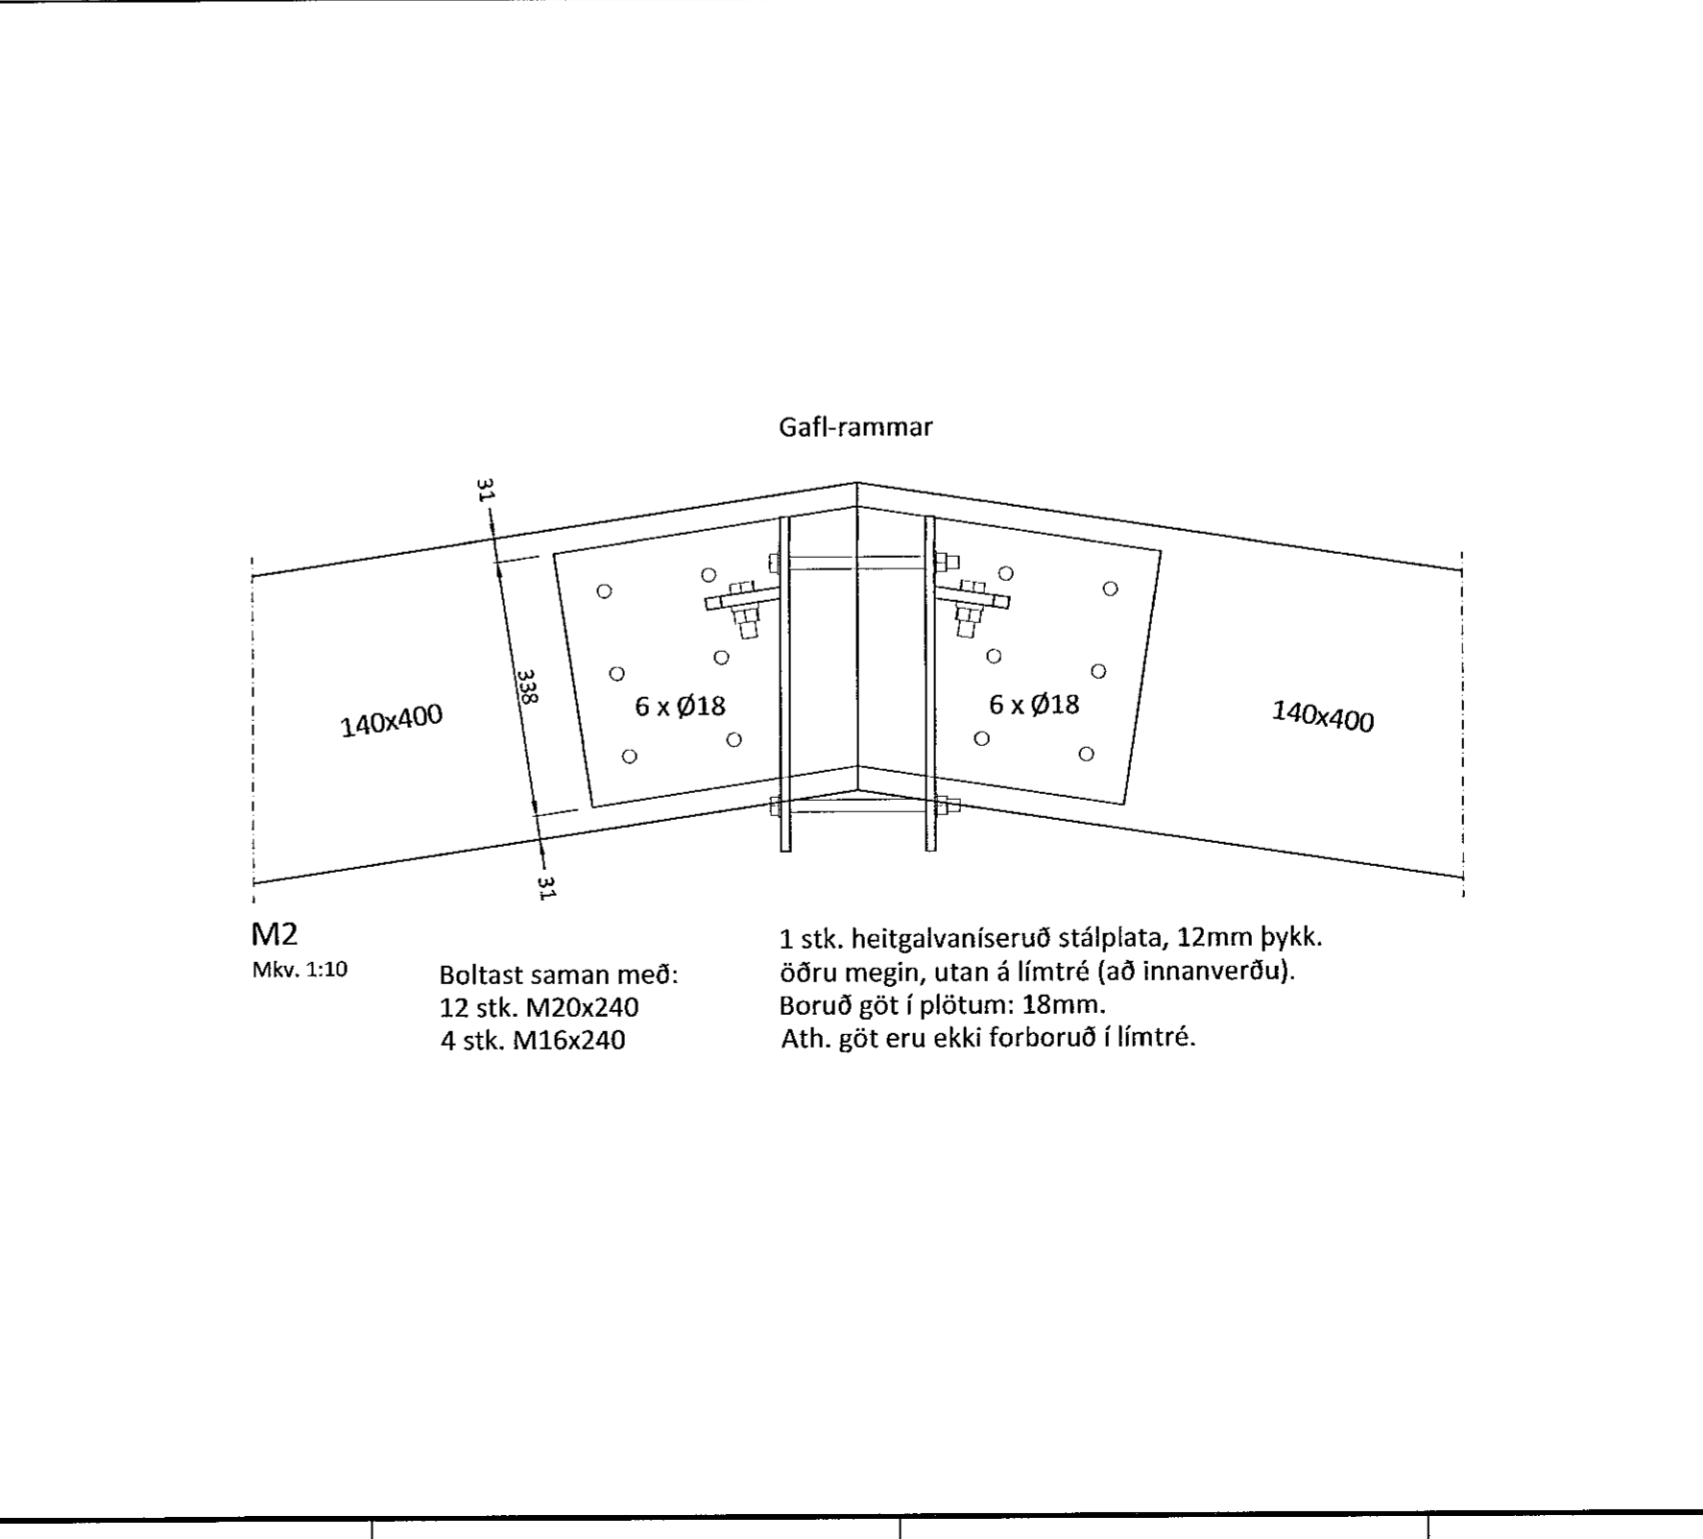 Gafl-rammar
31
338
31
140x400
6 x Ø18
6 x Ø18
140x400
M2
Mkv. 1:10
Boltast saman með:
12 stk. M20x240
4 stk. M16x240
1 stk. heitgalvaníseruð stálplata, 12mm þykk.
öðru megin, utan á límtré (að innanverðu).
Boruð göt í plötum: 18mm.
Ath. göt eru ekki forboruð í límtré.